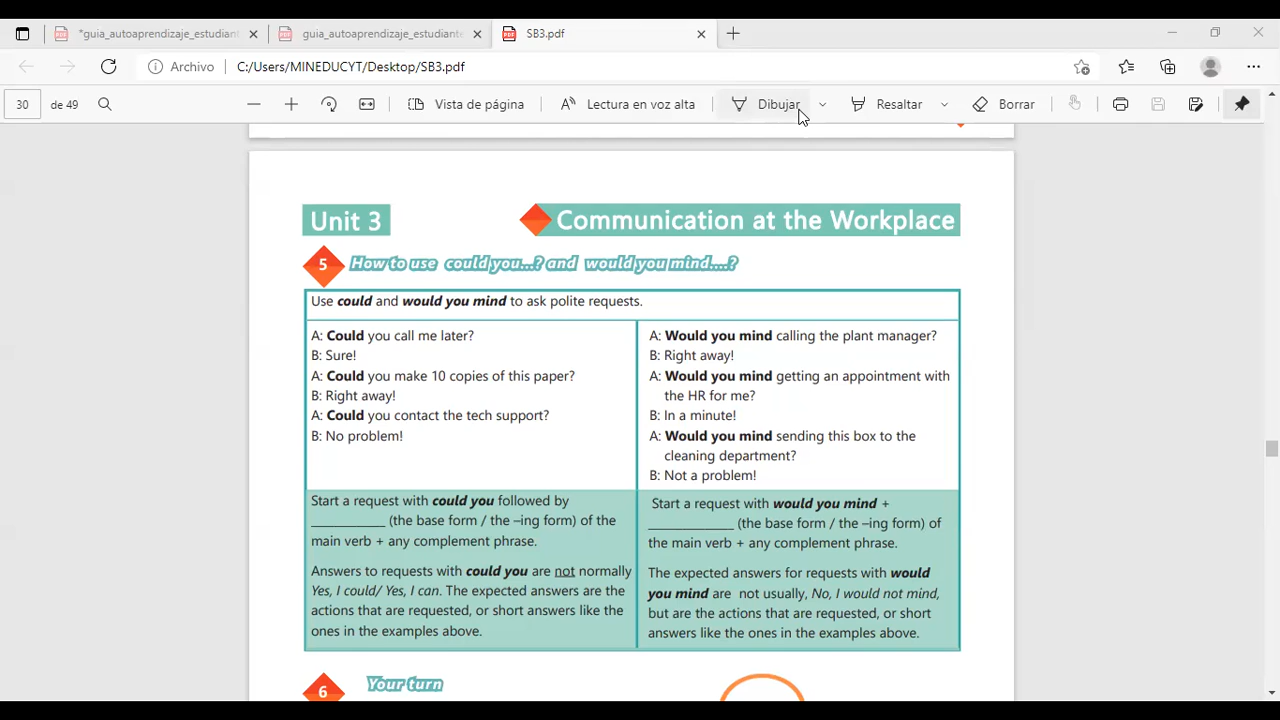 *guia_autoaprendizaje_estudiant
guia_autoaprendizaje_estudiante
SB3.pdf
Archivo
C:/Users/MINEDUCYT/Desktop/SB3.pdf
30
de 49
Vista de página
Lectura en voz alta
Dibujar
Resaltar
Borrar
Unit 3
Communication at the Workplace
5
How to use could you...? and would you mind....?
Use could and would you mind to ask polite requests.
A: Could you call me later?
B: Sure!
A: Could you make 10 copies of this paper?
B: Right away!
A: Could you contact the tech support?
B: No problem!
A: Would you mind calling the plant manager?
B: Right away!
A: Would you mind getting an appointment with
the HR for me?
B: In a minute!
A: Would you mind sending this box to the
cleaning department?
B: Not a problem!
Start a request with could you followed by
___________ (the base form / the –ing form) of the
main verb + any complement phrase.
Answers to requests with could you are not normally
Yes, I could/ Yes, I can. The expected answers are the
actions that are requested, or short answers like the
ones in the examples above.
Start a request with would you mind +
____________ (the base form / the –ing form) of
the main verb + any complement phrase.
The expected answers for requests with would
you mind are not usually, No, I would not mind,
but are the actions that are requested, or short
answers like the ones in the examples above.
6
Your turn